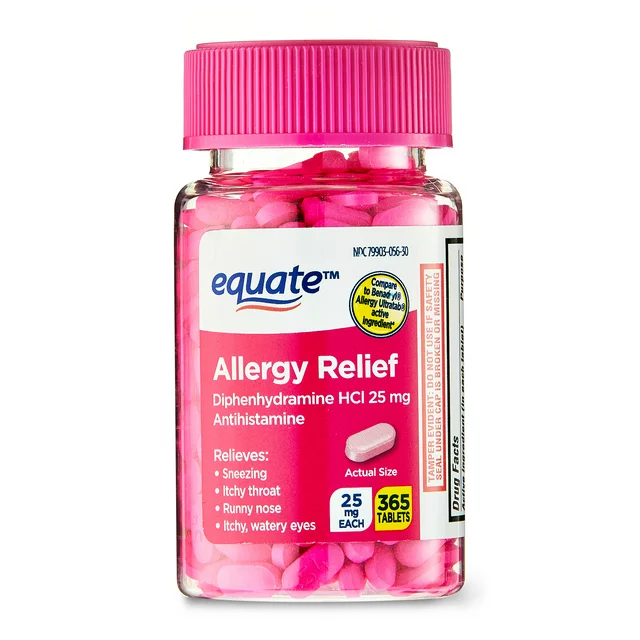 NDC 79903-056-30
equate™
Compare
to Benadryl®
Allergy Ultratab®
active
ingredient*
Allergy Relief
Diphenhydramine HCl 25 mg
Antihistamine
Relieves:
• Sneezing
• Itchy throat
• Runny nose
• Itchy, watery eyes
Actual Size
25
mg
EACH
365
TABLETS
TAMPER EVIDENT: DO NOT USE IF SAFETY
SEAL UNDER CAP IS BROKEN OR MISSING
Drug Facts
Active ingredient (in each tablet) Purpose